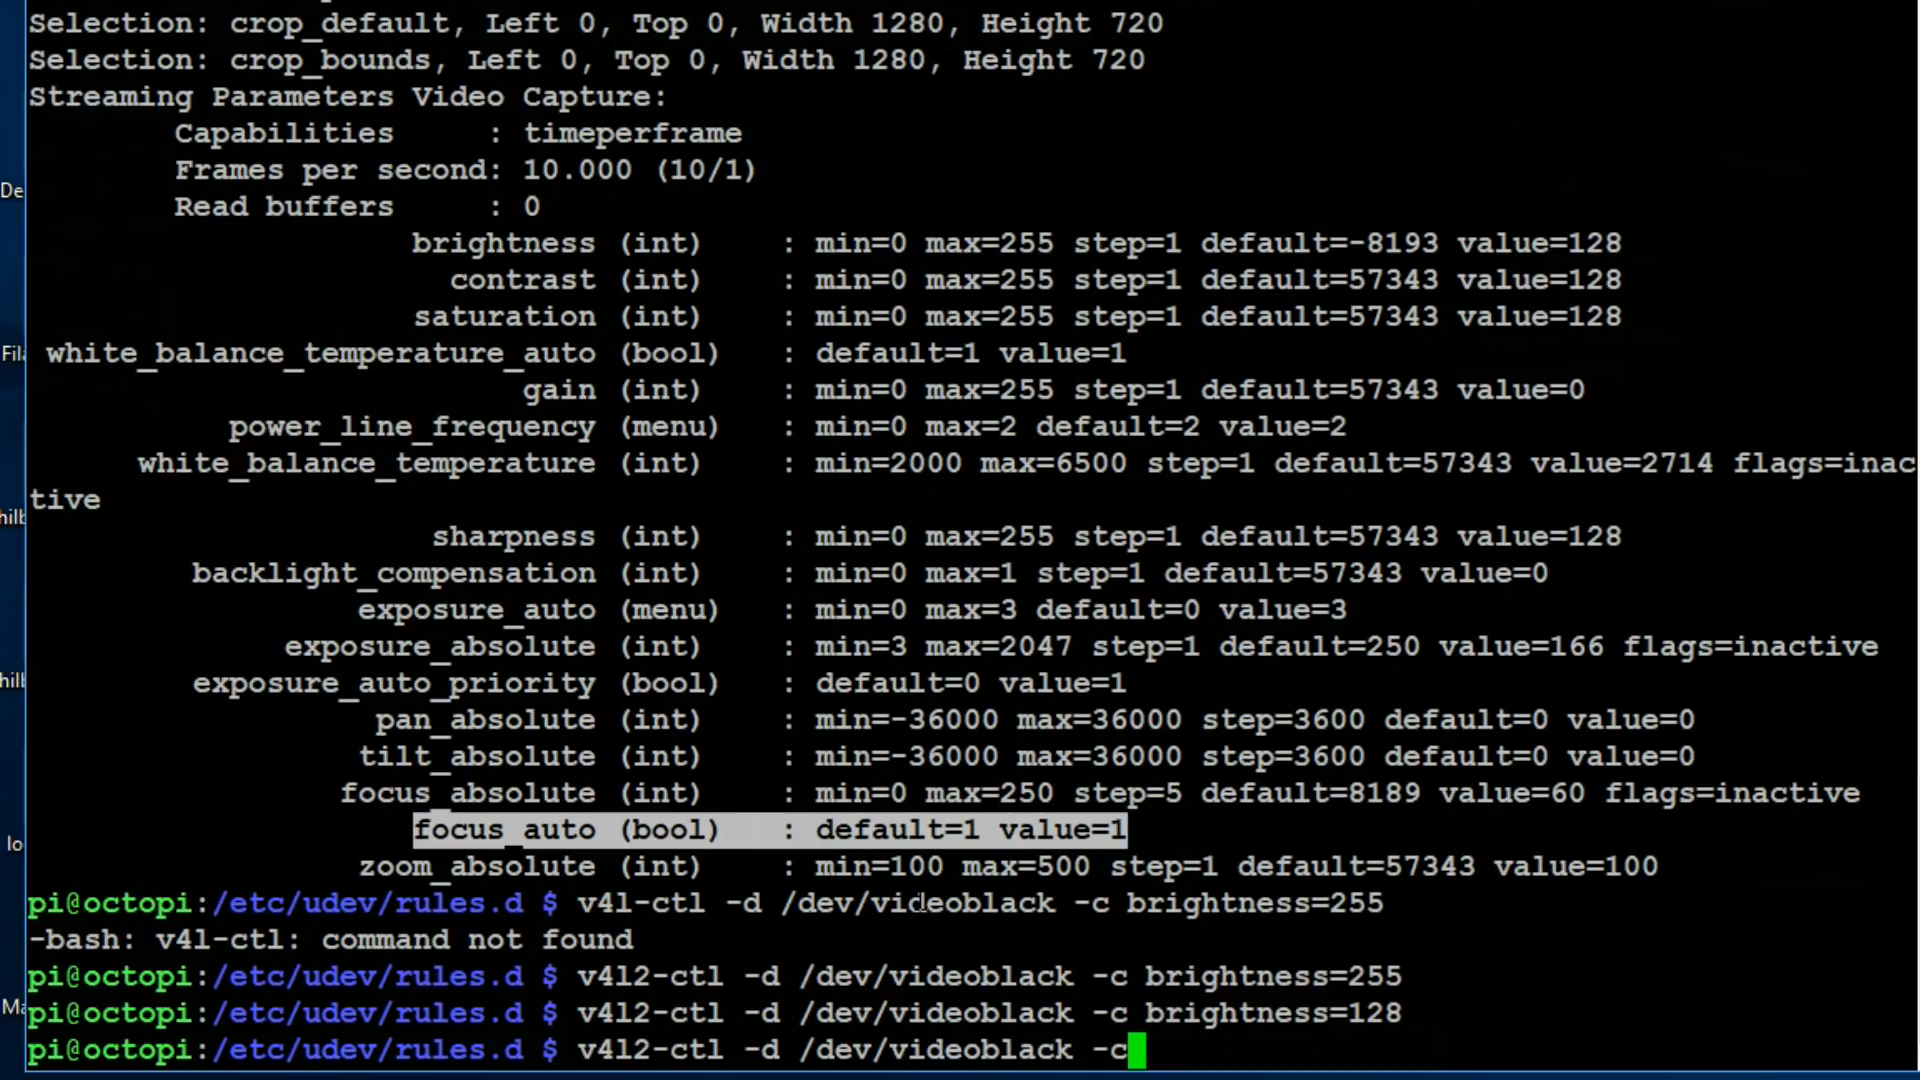 Selection: crop_default, Left 0, Top 0, Width 1280, Height 720
Selection: crop_bounds, Left 0, Top 0, Width 1280, Height 720
Streaming Parameters Video Capture:
Capabilities : timeperframe
Frames per second: 10.000 (10/1)
Read buffers : 0
brightness (int) : min=0 max=255 step=1 default=-8193 value=128
contrast (int) : min=0 max=255 step=1 default=57343 value=128
saturation (int) : min=0 max=255 step=1 default=57343 value=128
white_balance_temperature_auto (bool) : default=1 value=1
gain (int) : min=0 max=255 step=1 default=57343 value=0
power_line_frequency (menu) : min=0 max=2 default=2 value=2
white_balance_temperature (int) : min=2000 max=6500 step=1 default=57343 value=2714 flags=inac
tive
sharpness (int) : min=0 max=255 step=1 default=57343 value=128
backlight_compensation (int) : min=0 max=1 step=1 default=57343 value=0
exposure_auto (menu) : min=0 max=3 default=0 value=3
exposure_absolute (int) : min=3 max=2047 step=1 default=250 value=166 flags=inactive
exposure_auto_priority (bool) : default=0 value=1
pan_absolute (int) : min=-36000 max=36000 step=3600 default=0 value=0
tilt_absolute (int) : min=-36000 max=36000 step=3600 default=0 value=0
focus_absolute (int) : min=0 max=250 step=5 default=8189 value=60 flags=inactive
focus_auto (bool) : default=1 value=1
zoom_absolute (int) : min=100 max=500 step=1 default=57343 value=100
pi@octopi:/etc/udev/rules.d $ v4l-ctl -d /dev/videoblack -c brightness=255
-bash: v4l-ctl: command not found
pi@octopi:/etc/udev/rules.d $ v4l2-ctl -d /dev/videoblack -c brightness=255
pi@octopi:/etc/udev/rules.d $ v4l2-ctl -d /dev/videoblack -c brightness=128
pi@octopi:/etc/udev/rules.d $ v4l2-ctl -d /dev/videoblack -c